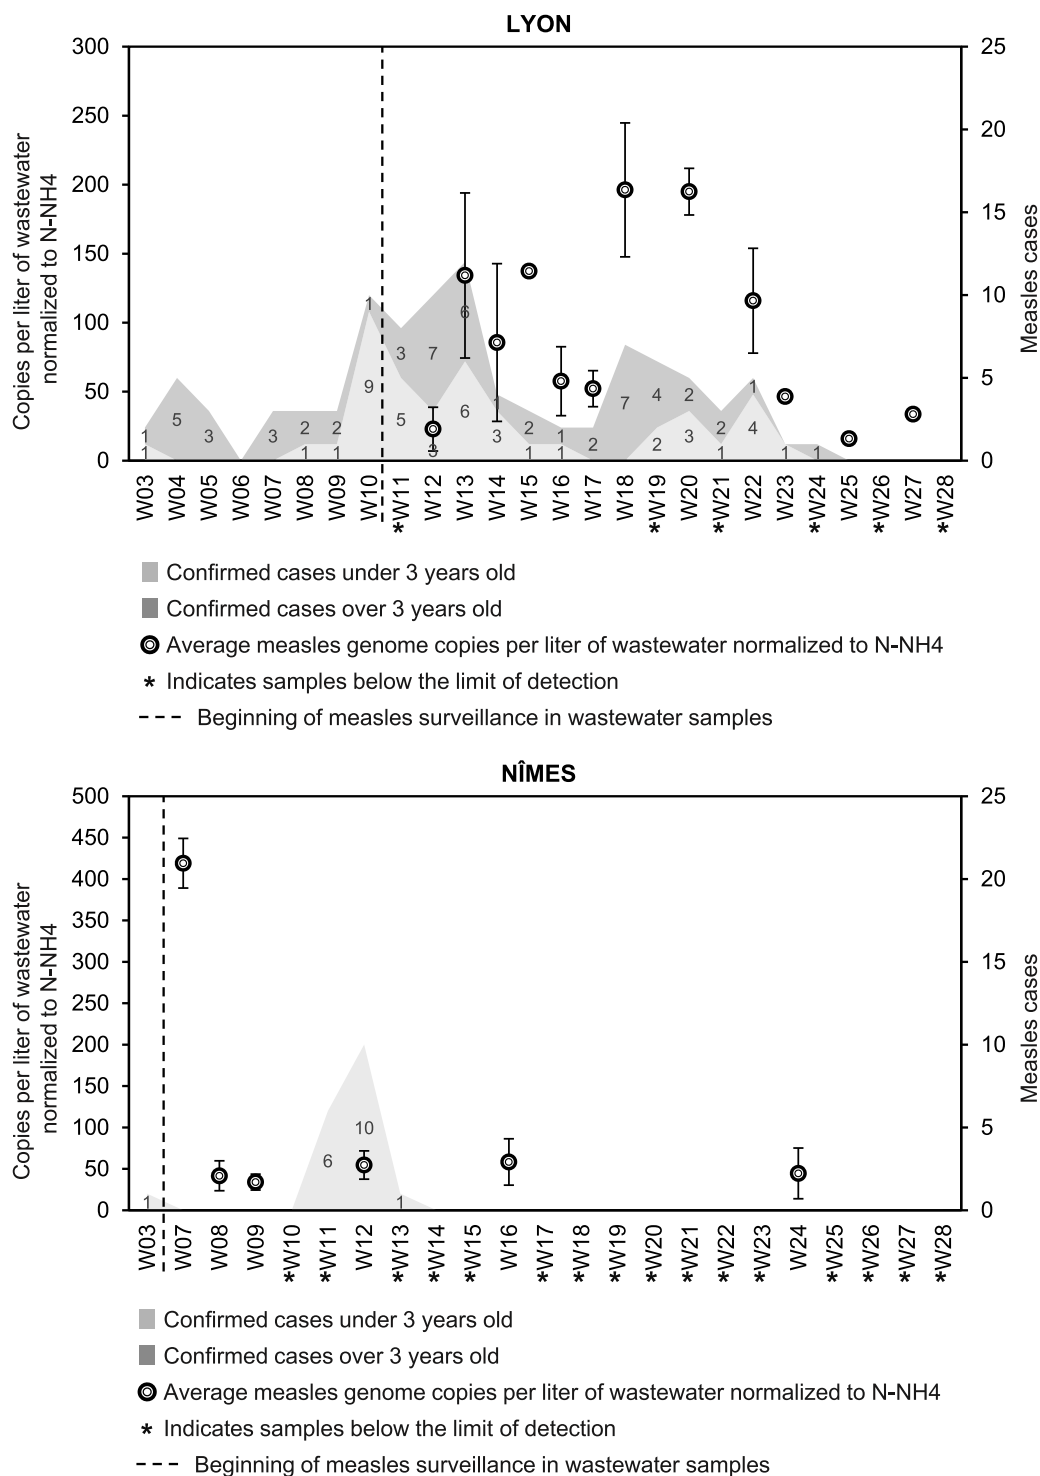 LYON
300
250
200
150
100
50
0
25
20
15
10
5
0
Copies per liter of wastewater
normalized to N-NH4
Measles cases
1 5 3 3 2 2 1 3 7 6 1 2 1 2 7 4 2 2 1 1
1 1 1 9 5 3 6 3 1 1 2 3 1 4 1
W03 W04 W05 W06 W07 W08 W09 W10 *W11 W12 W13 W14 W15 W16 W17 W18 *W19 W20 *W21 W22 W23 *W24 W25 *W26 W27 *W28
Confirmed cases under 3 years old
Confirmed cases over 3 years old
Average measles genome copies per liter of wastewater normalized to N-NH4
* Indicates samples below the limit of detection
Beginning of measles surveillance in wastewater samples
NÎMES
500
450
400
350
300
250
200
150
100
50
0
25
20
15
10
5
0
Copies per liter of wastewater
normalized to N-NH4
Measles cases
1 6 10 1
W03 W07 W08 W09 *W10 *W11 W12 *W13 *W14 *W15 W16 *W17 *W18 *W19 *W20 *W21 *W22 *W23 W24 *W25 *W26 *W27 *W28
Confirmed cases under 3 years old
Confirmed cases over 3 years old
Average measles genome copies per liter of wastewater normalized to N-NH4
* Indicates samples below the limit of detection
Beginning of measles surveillance in wastewater samples